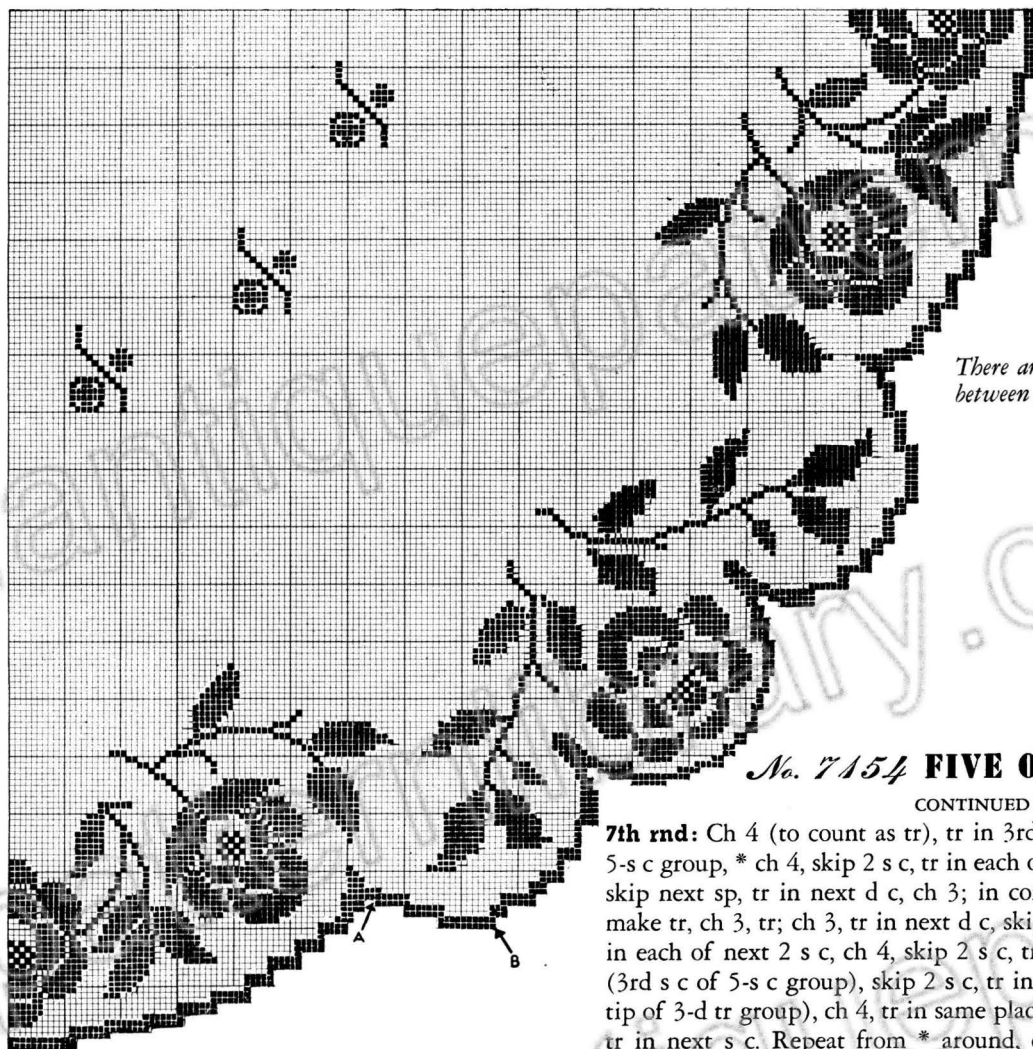 There ar
between
A
B
No. 7154 FIVE O
CONTINUED
7th rnd: Ch 4 (to count as tr), tr in 3rd
5-s c group, * ch 4, skip 2 s c, tr in each o
skip next sp, tr in next d c, ch 3; in co
make tr, ch 3, tr; ch 3, tr in next d c, ski
in each of next 2 s c, ch 4, skip 2 s c, tr
(3rd s c of 5-s c group), skip 2 s c, tr in
tip of 3-d tr group), ch 4, tr in same plac
tr in next s c. Repeat from * around,